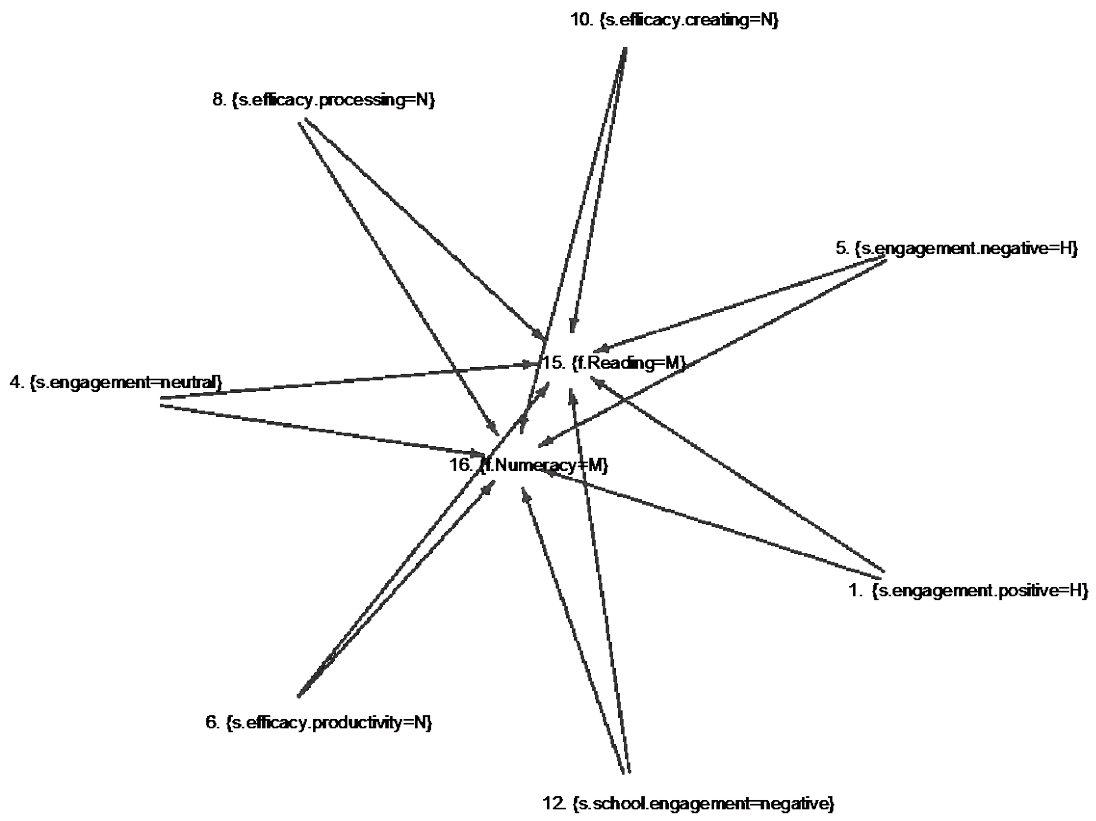 10. {s.efficacy.creating=N}
8. {s.efficacy.processing=N}
5. {s.engagement.negative=H}
15. {f.Reading=M}
4. {s.engagement=neutral}
16. {f.Numeracy=M}
1. {s.engagement.positive=H}
6. {s.efficacy.productivity=N}
12. {s.school.engagement=negative}